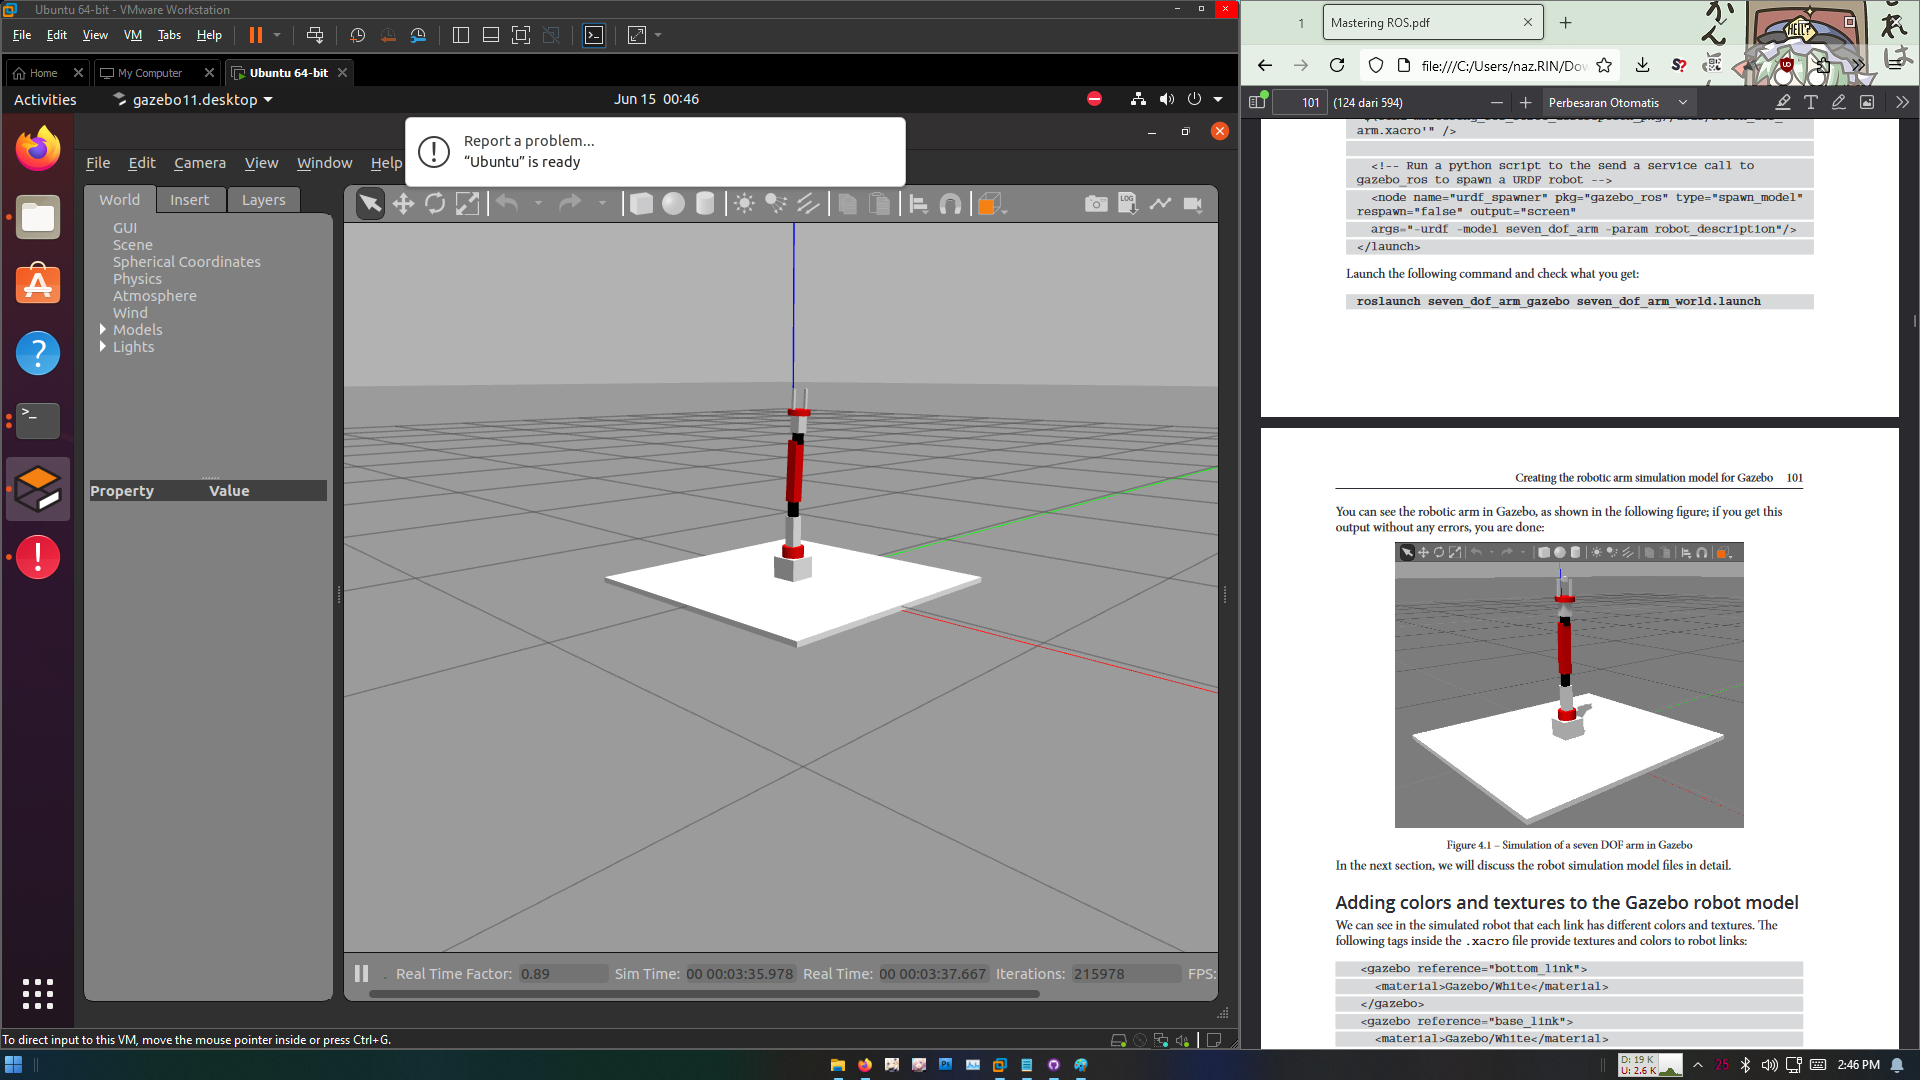 Ubuntu 64-bit - VMware Workstation
File Edit View VM Tabs Help
Home
My Computer
Ubuntu 64-bit
Activities
gazebo11.desktop
Jun 15 00:46
Report a problem...
“Ubuntu” is ready
File Edit Camera View Window Help
World Insert Layers
LOG
GUI
Scene
Spherical Coordinates
Physics
Atmosphere
Wind
Models
Lights
Property Value
Real Time Factor: 0.89 Sim Time: 00 00:03:35.978 Real Time: 00 00:03:37.667 Iterations: 215978 FPS:
To direct input to this VM, move the mouse pointer inside or press Ctrl+G.
1
Mastering ROS.pdf
かん
れは
HELL?
file:///C:/Users/naz.RIN/Dow
101 (124 dari 594)
Perbesaran Otomatis
arm.xacro'" />
<!-- Run a python script to the send a service call to
gazebo_ros to spawn a URDF robot -->
<node name="urdf_spawner" pkg="gazebo_ros" type="spawn_model"
respawn="false" output="screen"
args="-urdf -model seven_dof_arm -param robot_description"/>
</launch>
Launch the following command and check what you get:
roslaunch seven_dof_arm_gazebo seven_dof_arm_world.launch
Creating the robotic arm simulation model for Gazebo 101
You can see the robotic arm in Gazebo, as shown in the following figure; if you get this
output without any errors, you are done:
Figure 4.1 – Simulation of a seven DOF arm in Gazebo
In the next section, we will discuss the robot simulation model files in detail.
Adding colors and textures to the Gazebo robot model
We can see in the simulated robot that each link has different colors and textures. The
following tags inside the .xacro file provide textures and colors to robot links:
<gazebo reference="bottom_link">
<material>Gazebo/White</material>
</gazebo>
<gazebo reference="base_link">
<material>Gazebo/White</material>
D: 19 K
U: 2.6 K
25
2:46 PM